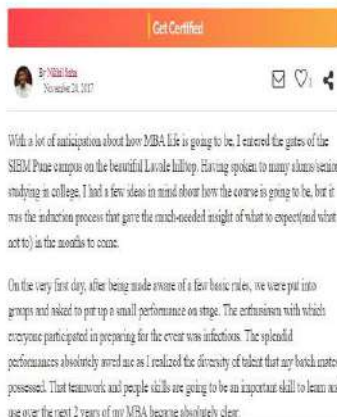 Get Certified
By Nikhil
November 24, 2017
With a lot of anticipation about how MBA life is going to be, I entered the gates of the
SIBM Pune campus on the beautiful Lavale hilltop. Having spoken to many alums/senior
studying in college, I had a few ideas in mind about how the course is going to be, but it
was the induction process that gave the much-needed insight of what to expect(and what
not to) in the months to come.
On the very first day, after being made aware of a few basic rules, we were put into
groups and asked to put up a small performance on stage. The enthusiasm with which
everyone participated in preparing for the event was infectious. The splendid
performances absolutely awed me as I realized the diversity of talent that my batch mates
possessed. That teamwork and people skills are going to be an important skill to learn and
use over the next 2 years of my MBA became absolutely clear.